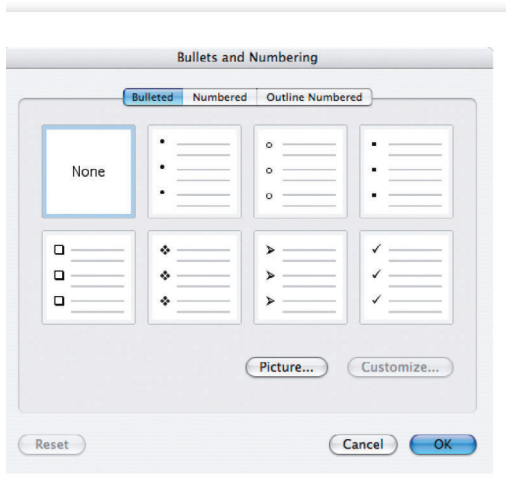 Bullets and Numbering
Bulleted Numbered Outline Numbered
None
Picture... Customize...
Reset Cancel OK